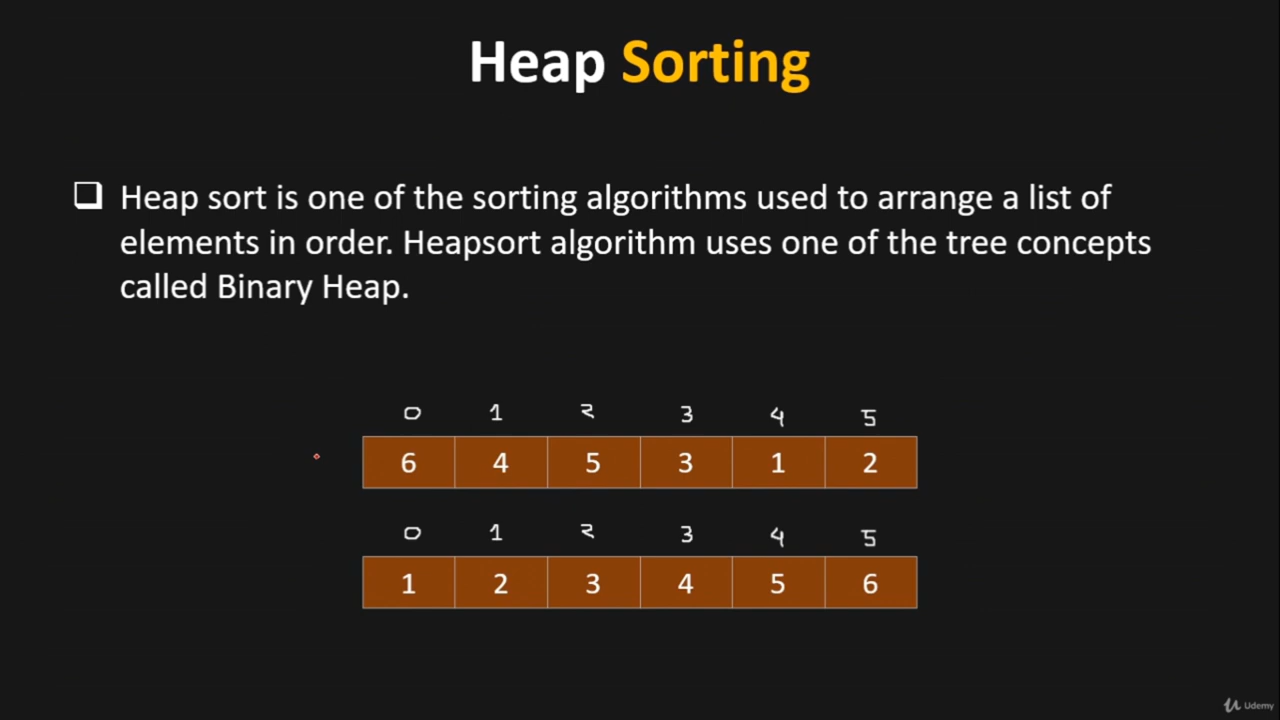 Heap Sorting
Heap sort is one of the sorting algorithms used to arrange a list of
elements in order. Heapsort algorithm uses one of the tree concepts
called Binary Heap.
0 1 2 3 4 5
6 4 5 3 1 2
0 1 2 3 4 5
1 2 3 4 5 6
Udemy